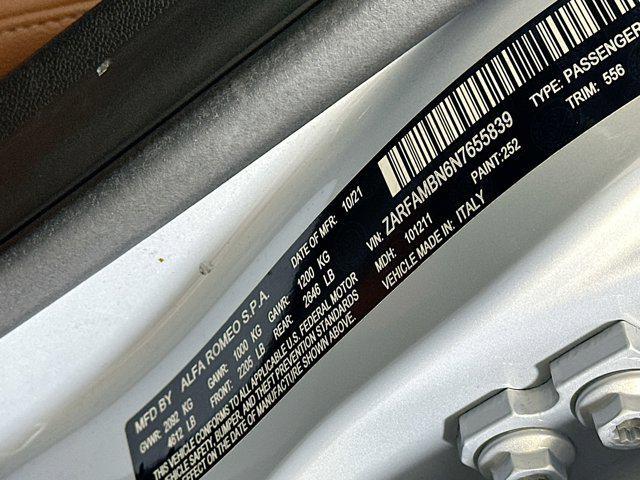 MFD BY ALFA ROMEO S.P.A. DATE OF MFR: 10/21
GVWR: 2092 KG GAWR: 1000 KG GAWR: 1200 KG
4612 LB FRONT: 2205 LB REAR: 2646 LB
THIS VEHICLE CONFORMS TO ALL APPLICABLE U.S. FEDERAL MOTOR
VEHICLE SAFETY, BUMPER, AND THEFT PREVENTION STANDARDS
IN EFFECT ON THE DATE OF MANUFACTURE SHOWN ABOVE.
VIN: ZARFAMBN6N7655839 TYPE: PASSENGER
MDH: 101211 PAINT: 252 TRIM: 556
VEHICLE MADE IN: ITALY